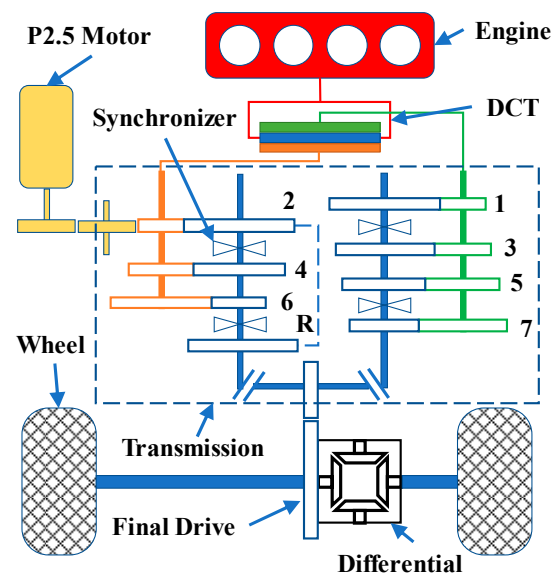 P2.5 Motor
Engine
DCT
Synchronizer
2
1
4
3
6
5
R
7
Wheel
Transmission
Final Drive
Differential